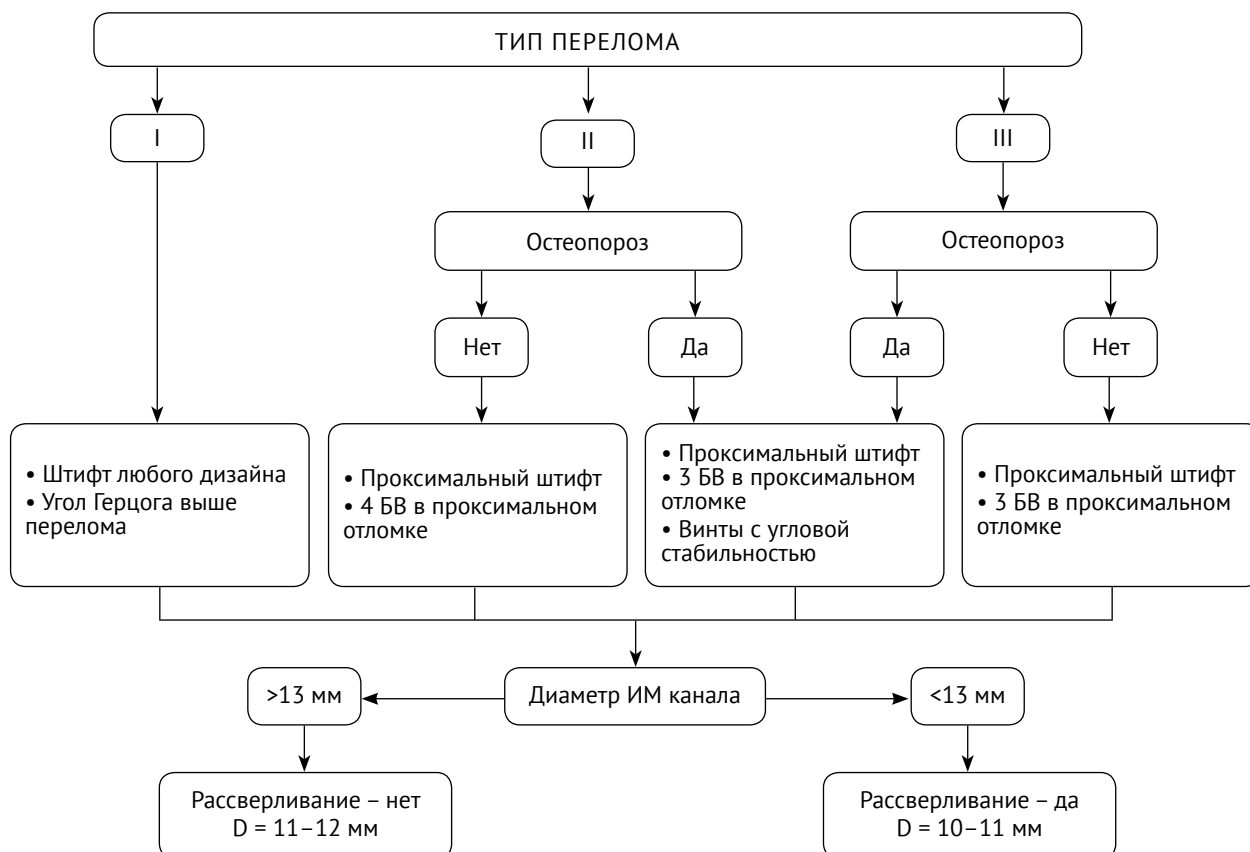 ТИП ПЕРЕЛОМА
I
II
III
Остеопороз
Остеопороз
Нет
Да
Да
Нет
• Штифт любого дизайна
• Угол Герцога выше
перелома
• Проксимальный штифт
• 4 БВ в проксимальном
отломке
• Проксимальный штифт
• 3 БВ в проксимальном
отломке
• Винты с угловой
стабильностью
• Проксимальный штифт
• 3 БВ в проксимальном
отломке
>13 мм
Диаметр ИМ канала
<13 мм
Рассверливание – нет
D = 11–12 мм
Рассверливание – да
D = 10–11 мм